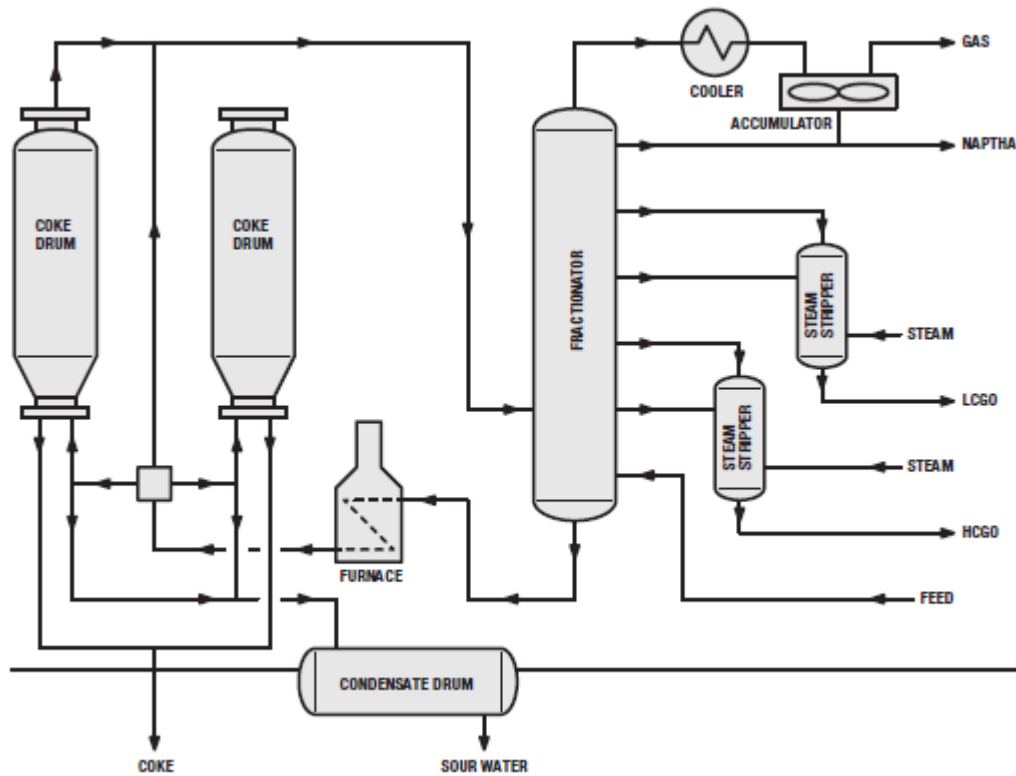 GAS
COOLER
ACCUMULATOR
NAPTHA
COKE
DRUM
COKE
DRUM
FRACTIONATOR
STEAM
STRIPPER
STEAM
LCGO
STEAM
STRIPPER
STEAM
HCGO
FURNACE
FEED
CONDENSATE DRUM
COKE
SOUR WATER